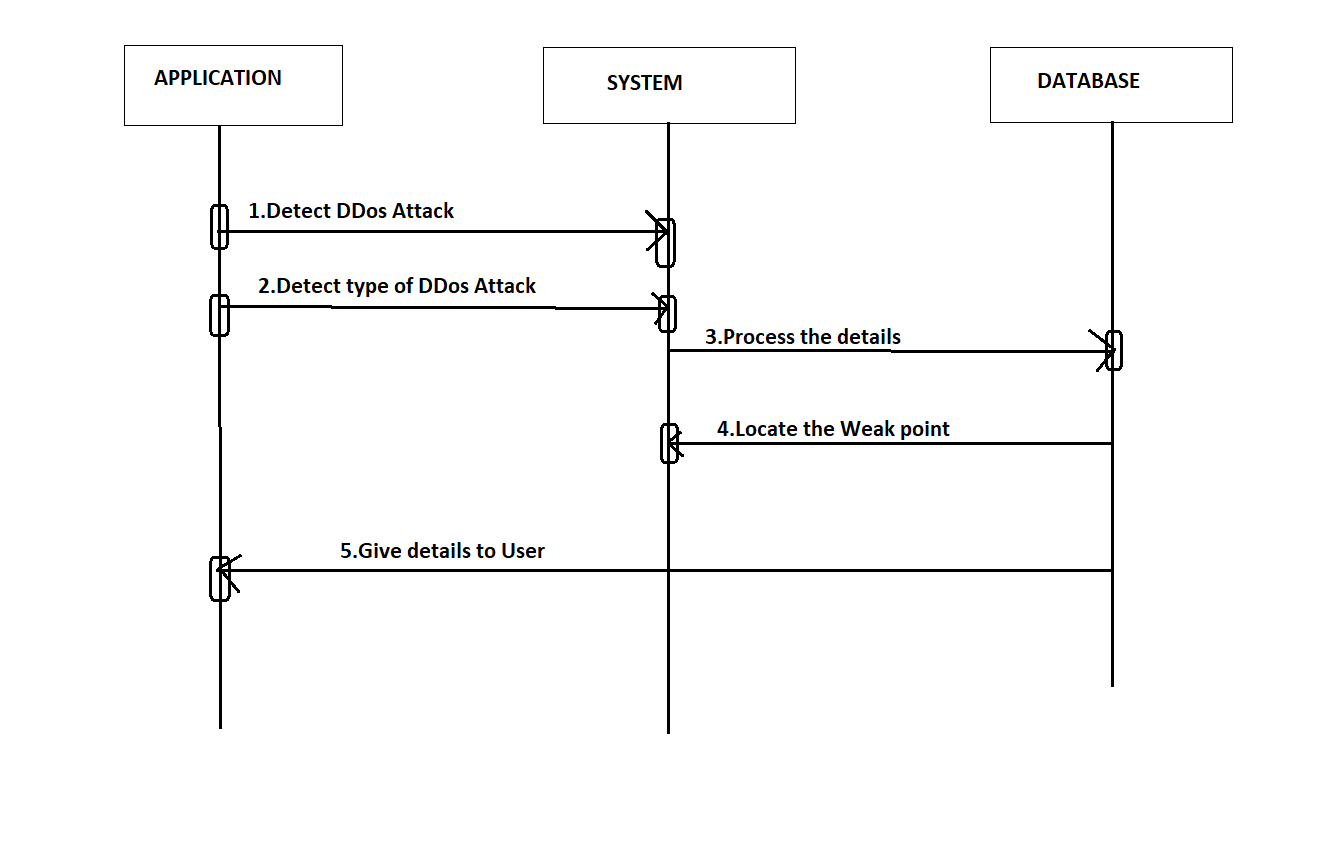 APPLICATION
SYSTEM
DATABASE
1.Detect DDos Attack
2.Detect type of DDos Attack
3.Process the details
4.Locate the Weak point
5.Give details to User